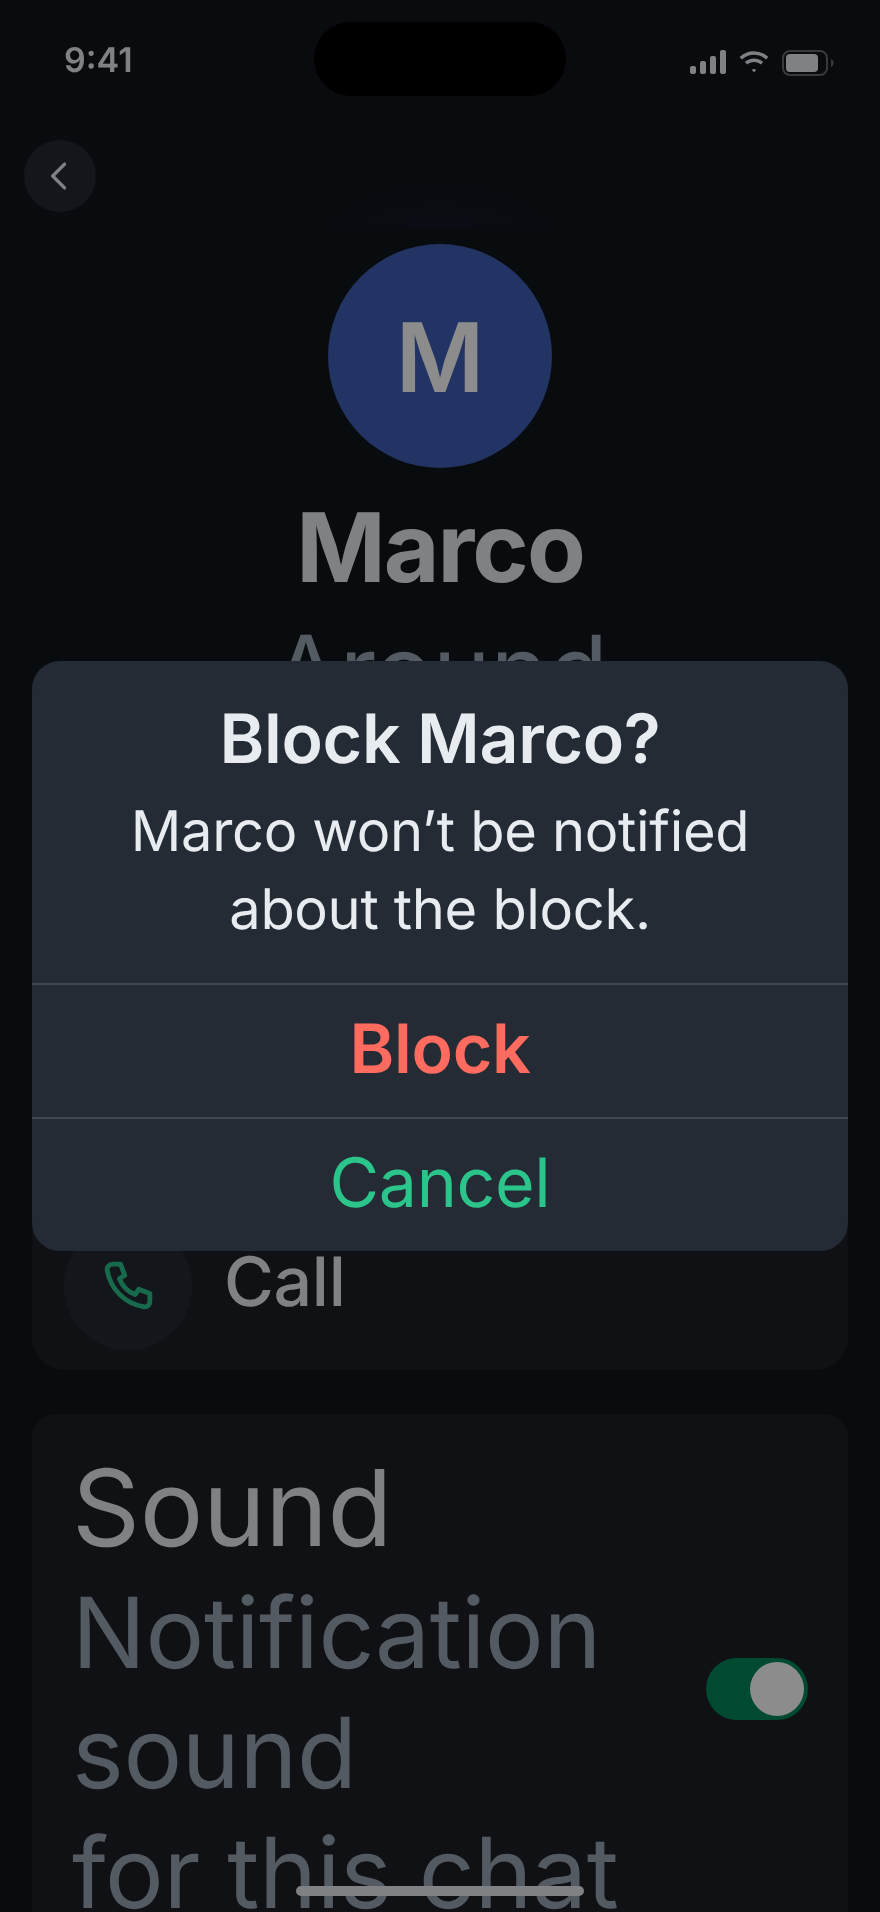 9:41
M
Marco
Around
Block Marco?
Marco won’t be notified
about the block.
Block
Cancel
Call
Sound
Notification
sound
for this chat